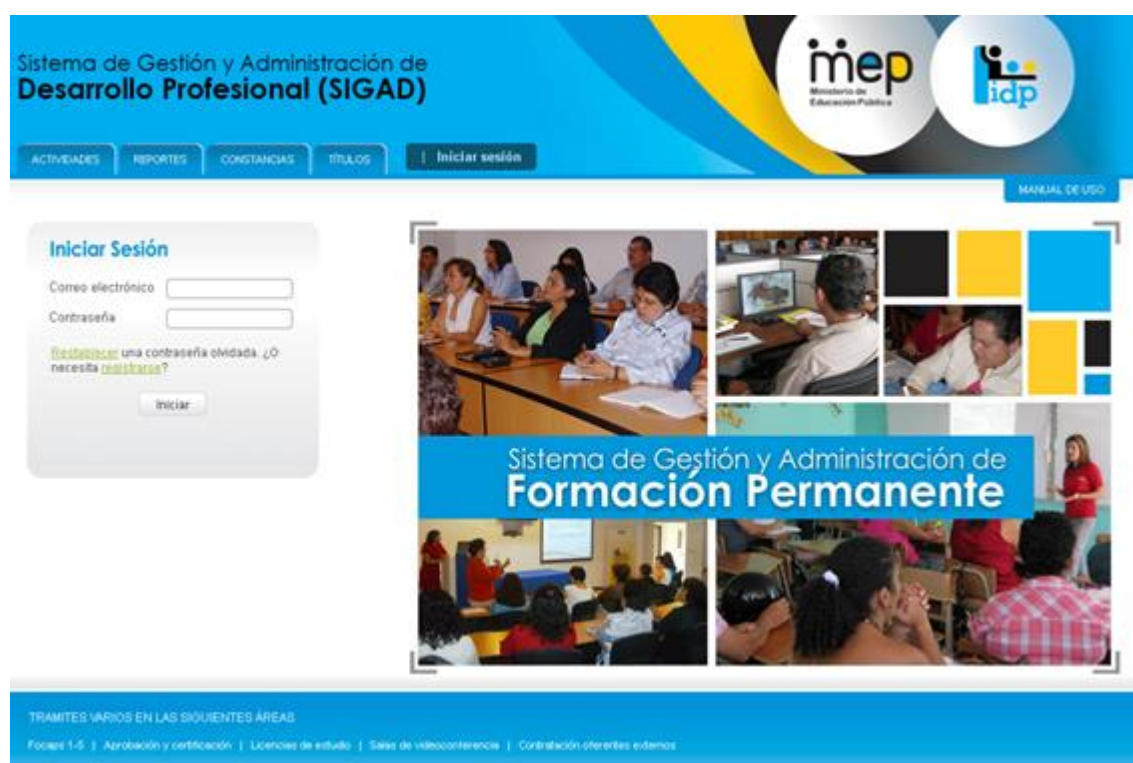 Sistema de Gestión y Administración de
Desarrollo Profesional (SIGAD)
mep
Ministerio de
Educación Pública
idp
ACTIVIDADES
REPORTES
CONSTANCIAS
TÍTULOS
| Iniciar sesión
MANUAL DE USO
Iniciar Sesión
Correo electrónico
Contraseña
Restablecer una contraseña olvidada. ¿O
necesita registrarse?
Iniciar
Sistema de Gestión y Administración de
Formación Permanente
TRAMITES VARIOS EN LAS SIGUIENTES ÁREAS
Focaps 1-5 | Aprobación y certificación | Licencias de estudio | Salas de videoconferencia | Contratación oferentes externos